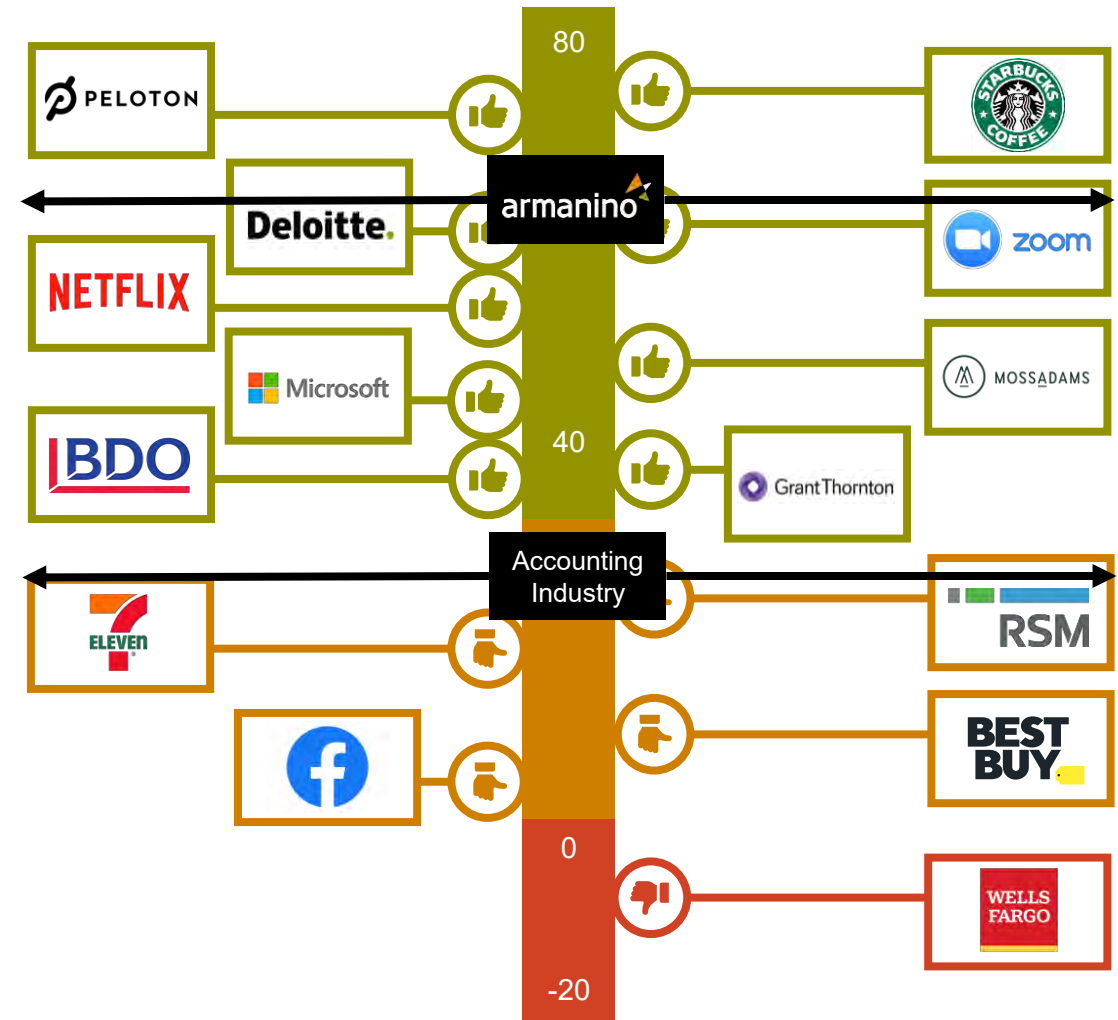 80
PELOTON
STARBUCKS
COFFEE
armanino
Deloitte.
zoom
NETFLIX
Microsoft
MOSSADAMS
40
BDO
GrantThornton
Accounting
Industry
7
ELEVEN
RSM
BEST
BUY
f
0
WELLS
FARGO
-20